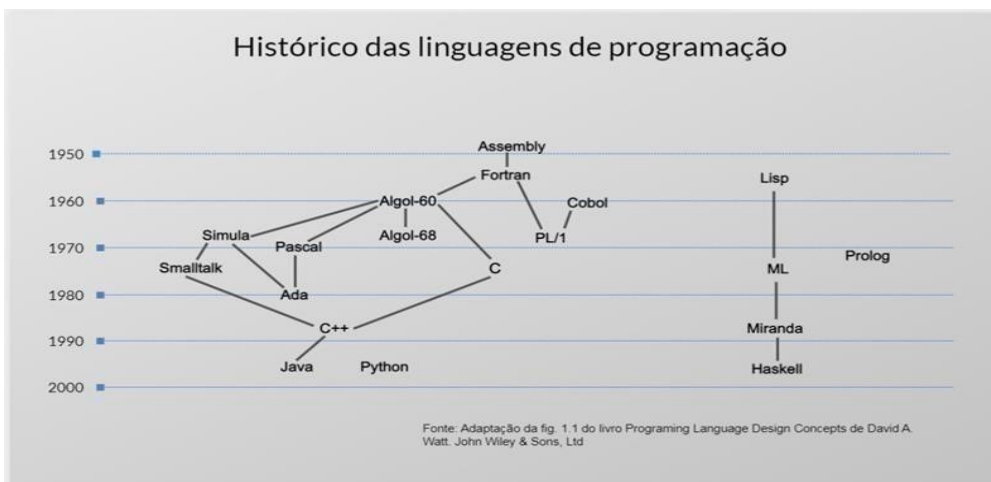 Histórico das linguagens de programação
1950
Assembly
Fortran
Lisp
1960
Algol-60
Cobol
Simula
Algol-68
PL/1
1970
Pascal
Prolog
Smalltalk
C
ML
1980
Ada
C++
Miranda
1990
Java
Python
Haskell
2000
Fonte: Adaptação da fig. 1.1 do livro Programing Language Design Concepts de David A.
Watt. John Wiley & Sons, Ltd